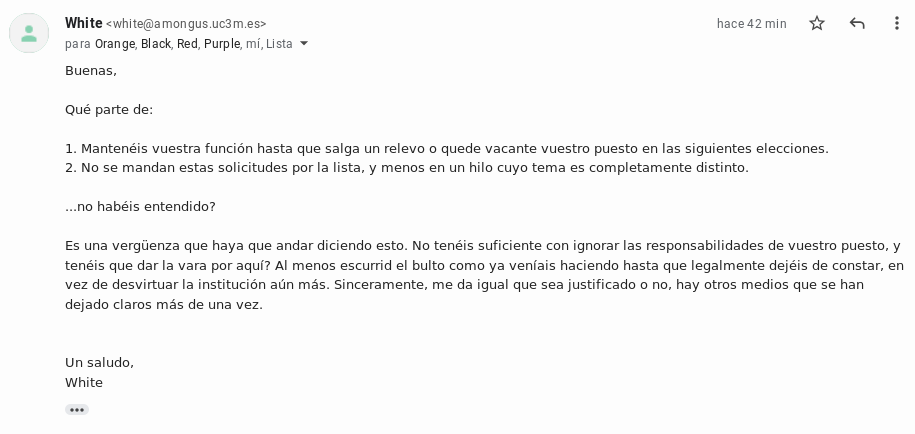 White <white@amongus.uc3m.es>
hace 42 min
para Orange, Black, Red, Purple, mí, Lista
Buenas,
Qué parte de:
1. Mantenéis vuestra función hasta que salga un relevo o quede vacante vuestro puesto en las siguientes elecciones.
2. No se mandan estas solicitudes por la lista, y menos en un hilo cuyo tema es completamente distinto.
...no habéis entendido?
Es una vergüenza que haya que andar diciendo esto. No tenéis suficiente con ignorar las responsabilidades de vuestro puesto, y
tenéis que dar la vara por aquí? Al menos escurrid el bulto como ya veníais haciendo hasta que legalmente dejéis de constar, en
vez de desvirtuar la institución aún más. Sinceramente, me da igual que sea justificado o no, hay otros medios que se han
dejado claros más de una vez.
Un saludo,
White